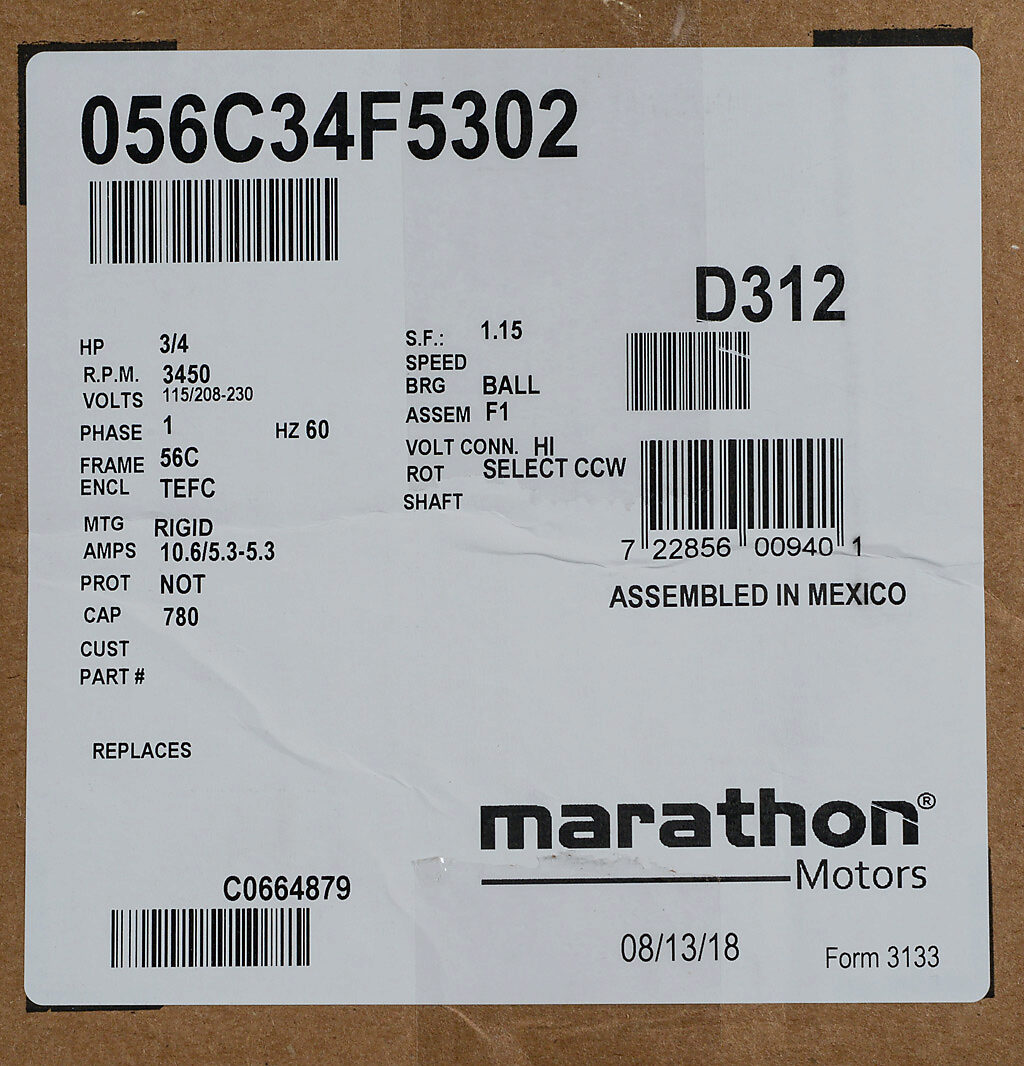 056C34F5302
D312
HP 3/4
R.P.M. 3450
VOLTS 115/208-230
PHASE 1 HZ 60
FRAME 56C
ENCL TEFC
MTG RIGID
AMPS 10.6/5.3-5.3
PROT NOT
CAP 780
CUST
PART #
REPLACES
S.F.: 1.15
SPEED
BRG BALL
ASSEM F1
VOLT CONN. HI
ROT SELECT CCW
SHAFT
7 22856 00940 1
ASSEMBLED IN MEXICO
marathon®
Motors
C0664879
08/13/18
Form 3133